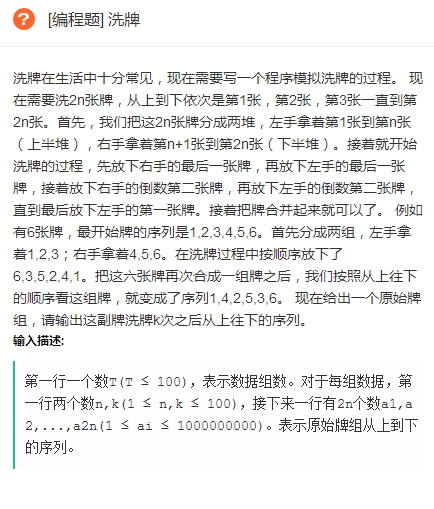 [编程题] 洗牌
洗牌在生活中十分常见，现在需要写一个程序模拟洗牌的过程。 现
在需要洗2n张牌，从上到下依次是第1张，第2张，第3张一直到第
2n张。首先，我们把这2n张牌分成两堆，左手拿着第1张到第n张
（上半堆），右手拿着第n+1张到第2n张（下半堆）。接着就开始
洗牌的过程，先放下右手的最后一张牌，再放下左手的最后一张
牌，接着放下右手的倒数第二张牌，再放下左手的倒数第二张牌，
直到最后放下左手的第一张牌。接着把牌合并起来就可以了。 例如
有6张牌，最开始牌的序列是1,2,3,4,5,6。首先分成两组，左手拿
着1,2,3；右手拿着4,5,6。在洗牌过程中按顺序放下了
6,3,5,2,4,1。把这六张牌再次合成一组牌之后，我们按照从上往下
的顺序看这组牌，就变成了序列1,4,2,5,3,6。 现在给出一个原始牌
组，请输出这副牌洗牌k次之后从上往下的序列。
输入描述:
第一行一个数T(T ≤ 100)，表示数据组数。对于每组数据，第
一行两个数n,k(1 ≤ n,k ≤ 100)，接下来一行有2n个数a1,a
2,...,a2n(1 ≤ ai ≤ 1000000000)。表示原始牌组从上到下
的序列。